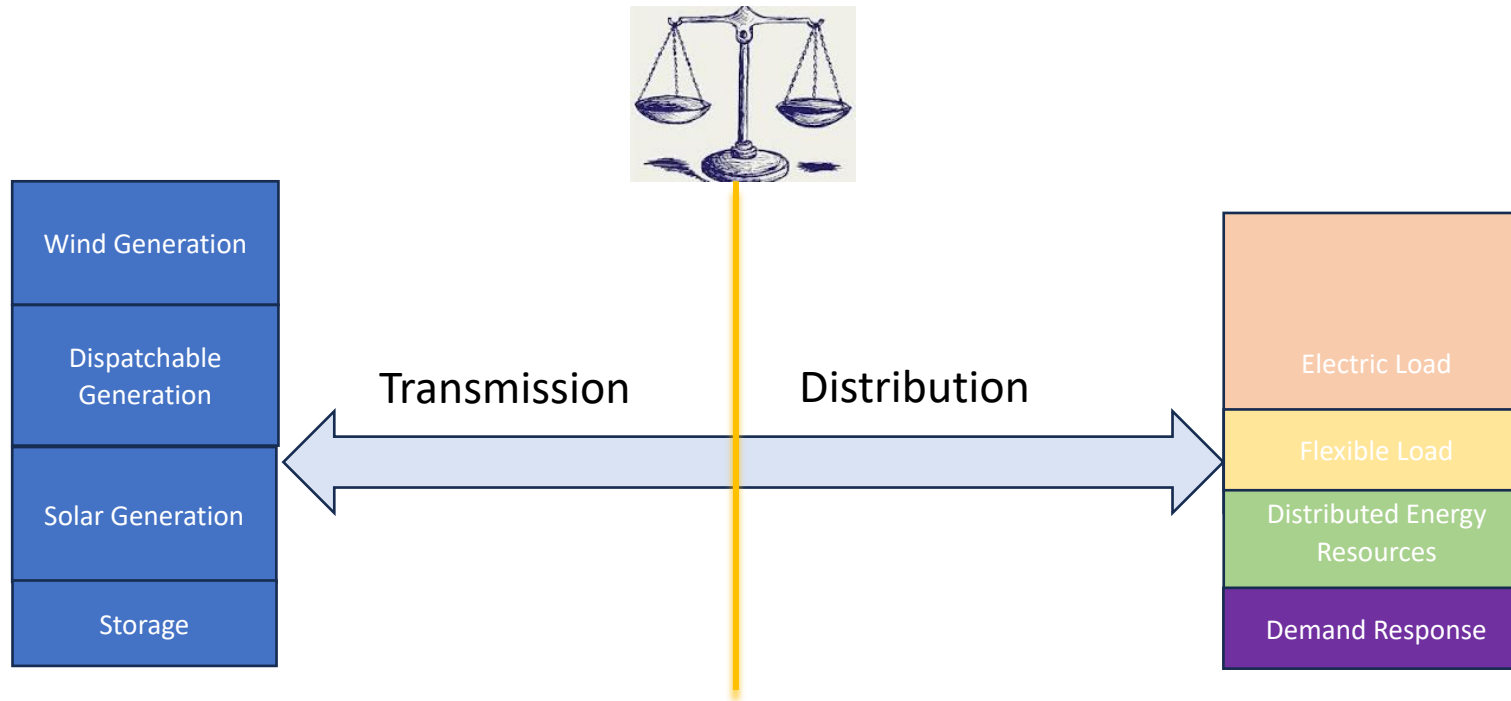 Wind Generation
Dispatchable
Generation
Solar Generation
Storage
Transmission
Distribution
Electric Load
Flexible Load
Distributed Energy
Resources
Demand Response